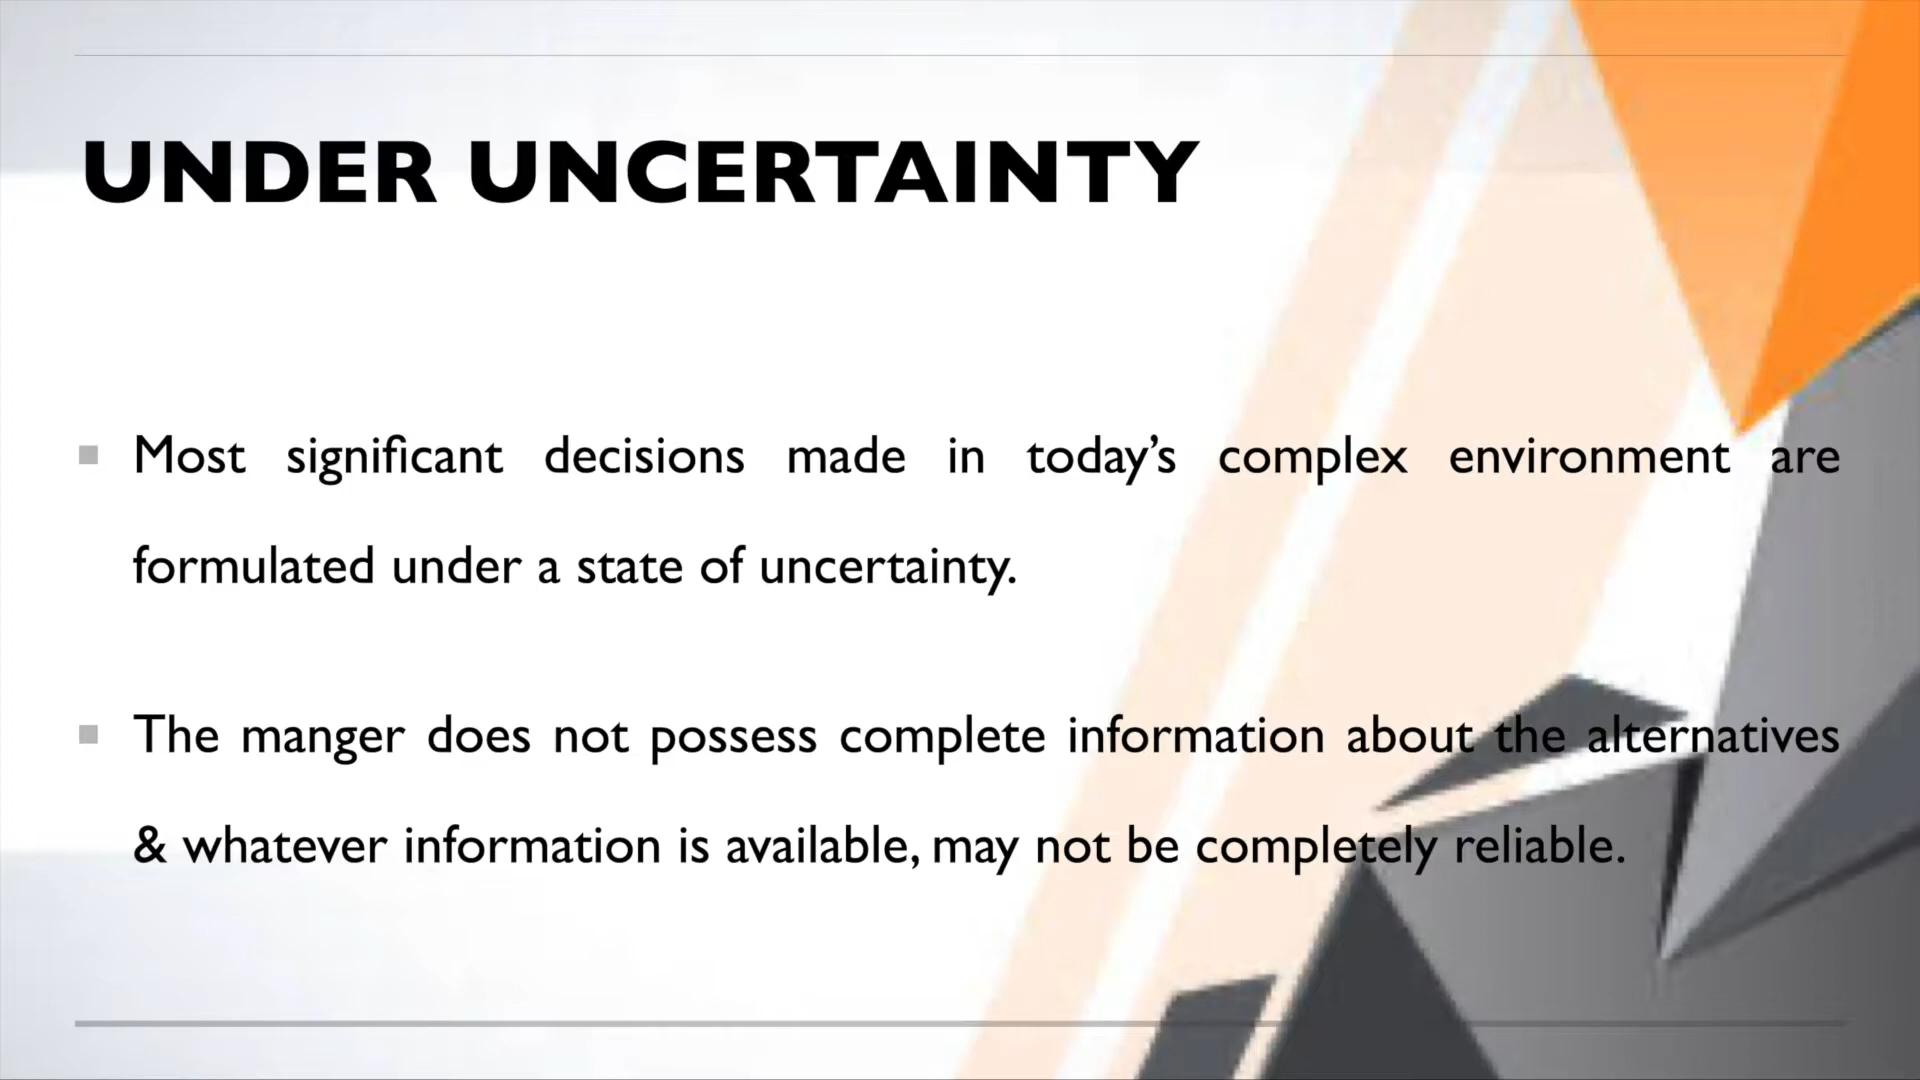 UNDER UNCERTAINTY
Most significant decisions made in today’s complex environment are
formulated under a state of uncertainty.
The manger does not possess complete information about the alternatives
& whatever information is available, may not be completely reliable.